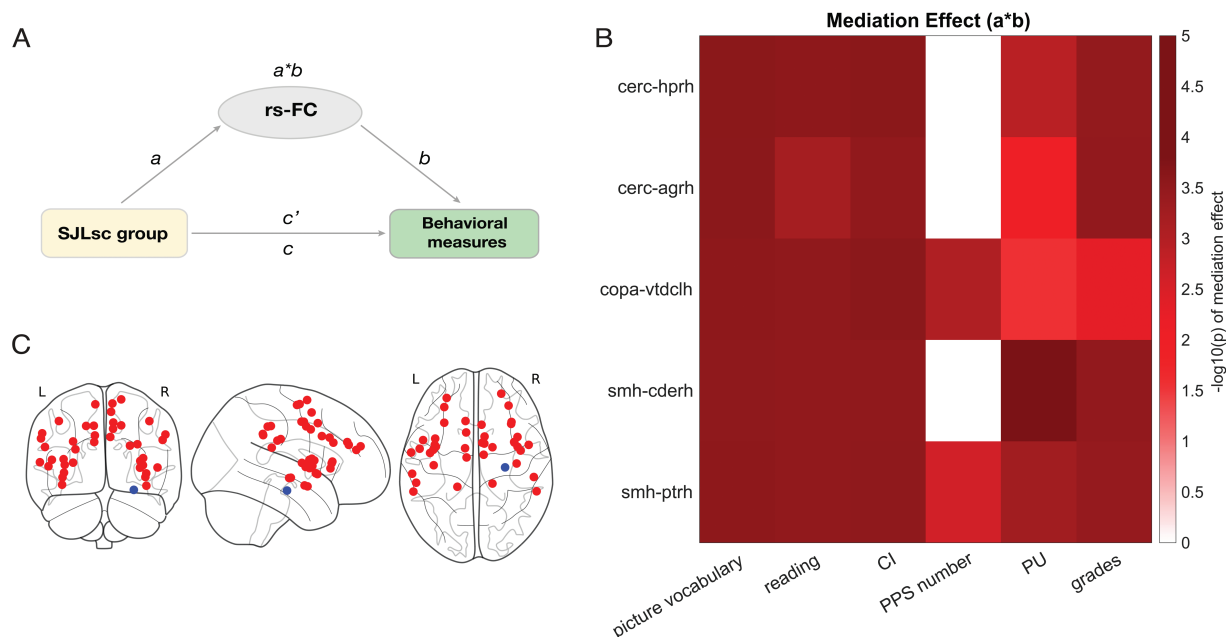 A
a*b
rs-FC
a
b
SJLsc group
c'
c
Behavioral
measures
B
Mediation Effect (a*b)
cerc-hprh
cerc-agrh
copa-vtdclh
smh-cderh
smh-ptrh
picture vocabulary
reading
CI
PPS number
PU
grades
5
4.5
4
3.5
3
2.5
2
1.5
1
0.5
0
-log10(p) of mediation effect
C
L
R
L
R